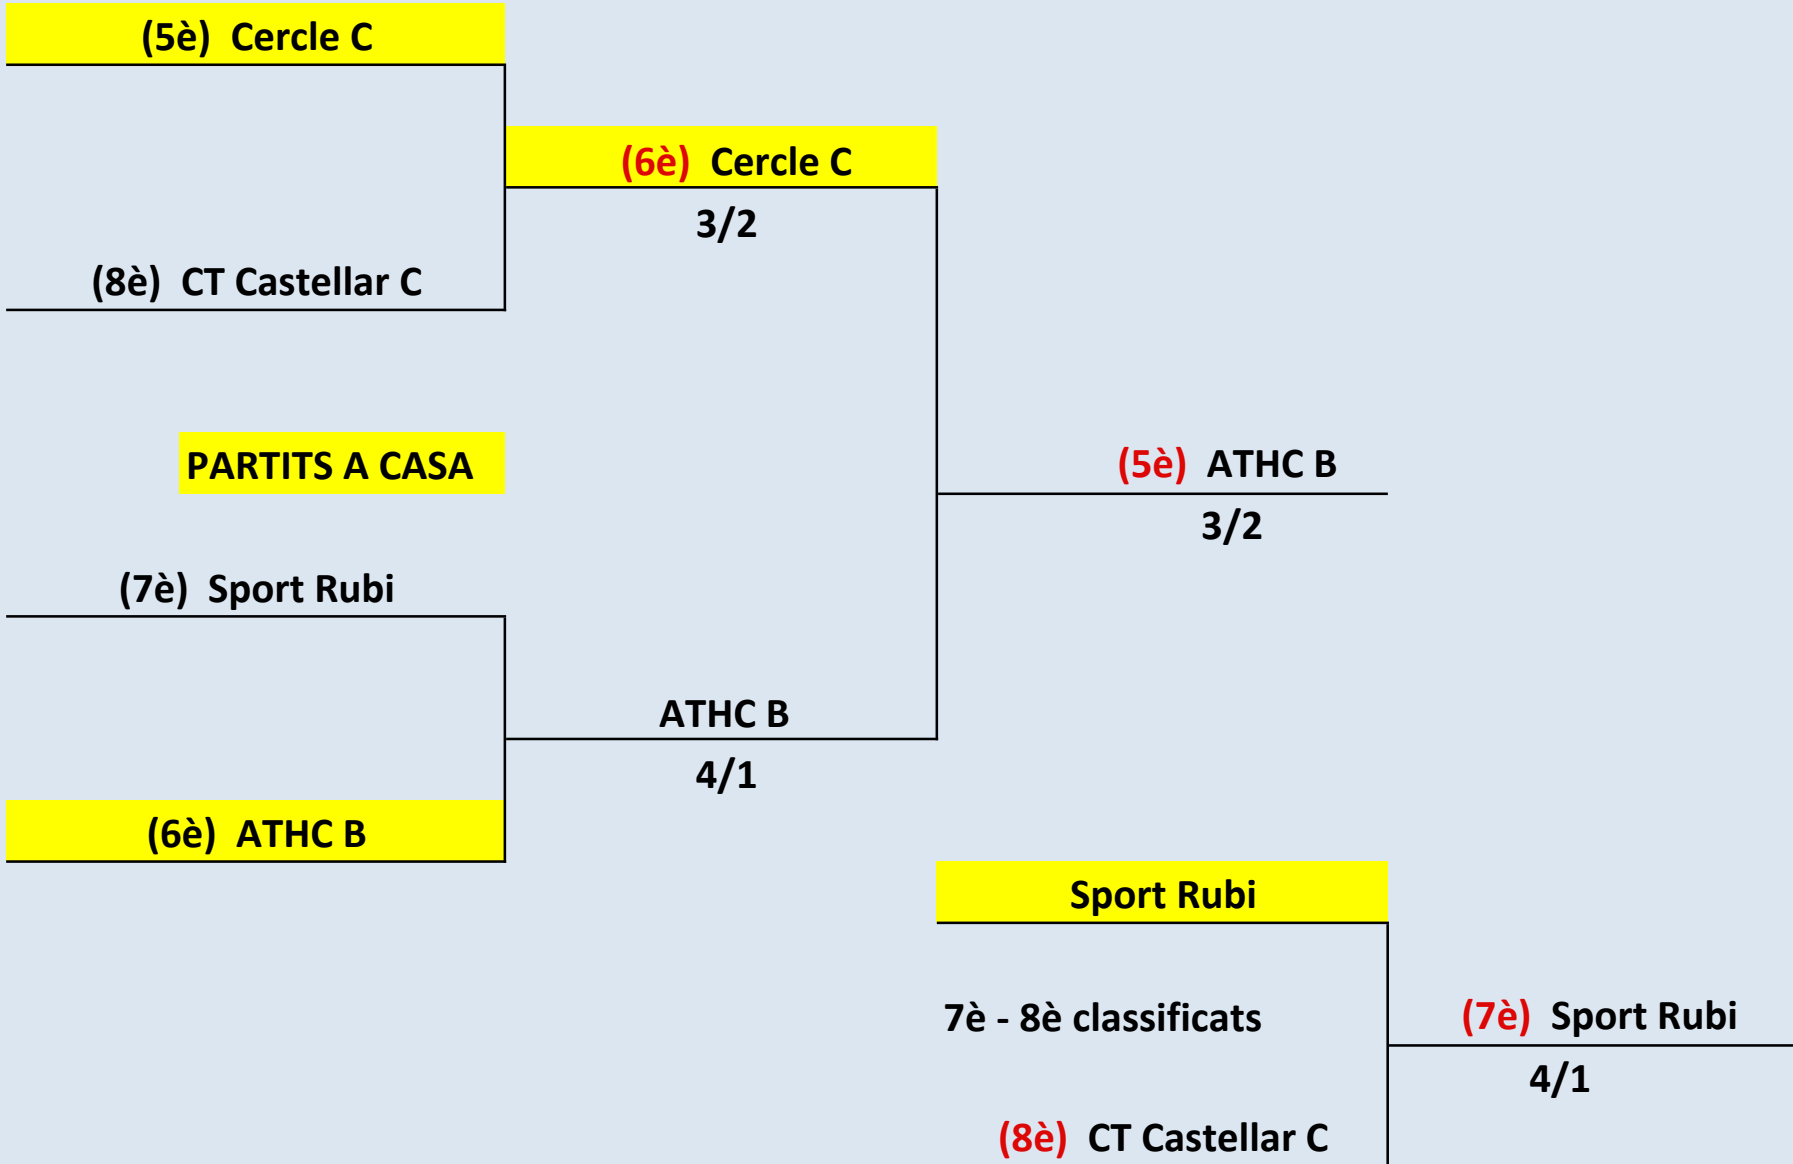 (5è) Cercle C
(6è) Cercle C
3/2
(8è) CT Castellar C
PARTITS A CASA
(5è) ATHC B
3/2
(7è) Sport Rubi
ATHC B
4/1
(6è) ATHC B
Sport Rubi
7è - 8è classificats
(7è) Sport Rubi
4/1
(8è) CT Castellar C